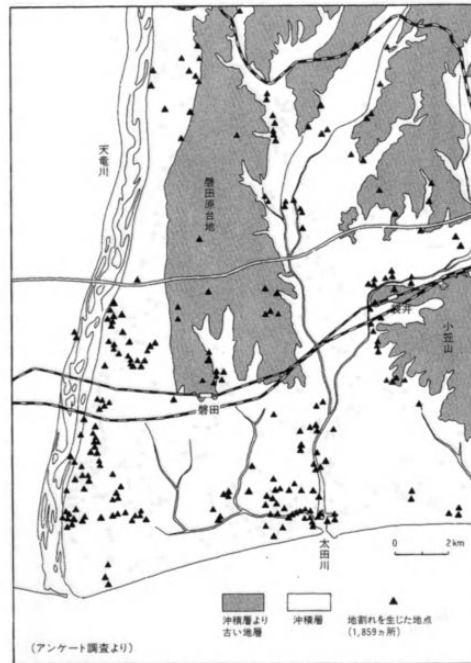 天竜川
磐田原台地
袋井
小笠山
磐田
太田川
0 2km
沖積層より
古い地層
沖積層
地割れを生じた地点
(1,859ヵ所)
(アンケート調査より)